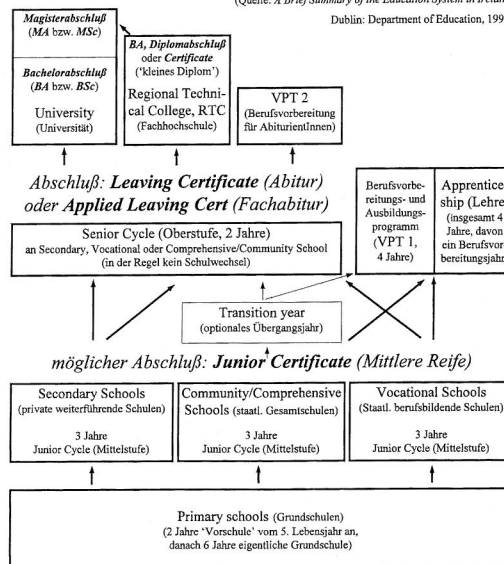 (Quelle: A Brief Summary of the Education System in
Dublin: Department of Education, 199
Magisterabschluß
(MA bzw. MSc)
Bachelorabschluß
(BA bzw. BSc)
University
(Universität)
BA, Diplomabschluß
oder Certificate
('kleines Diplom')
Regional Techni-
cal College, RTC
(Fachhochschule)
VPT 2
(Berufsvorbereitung
für AbiturientInnen)
Abschluß: Leaving Certificate (Abitur)
oder Applied Leaving Cert (Fachabitur)
Berufsvorbe-
reitungs- und
Ausbildungs-
programm
(VPT 1,
4 Jahre)
Apprentice
ship (Lehre
(insgesamt 4
Jahre, davon
ein Berufsvor
bereitungsjahr
Senior Cycle (Oberstufe, 2 Jahre)
an Secondary, Vocational oder Comprehensive/Community School
(in der Regel kein Schulwechsel)
Transition year
(optionales Übergangsjahr)
möglicher Abschluß: Junior Certificate (Mittlere Reife)
Secondary Schools
(private weiterführende Schulen)
3 Jahre
Junior Cycle (Mittelstufe)
Community/Comprehensive
Schools (staatl. Gesamtschulen)
3 Jahre
Junior Cycle (Mittelstufe)
Vocational Schools
(Staatl. berufsbildende Schulen)
3 Jahre
Junior Cycle (Mittelstufe)
Primary schools (Grundschulen)
(2 Jahre 'Vorschule' vom 5. Lebensjahr an,
danach 6 Jahre eigentliche Grundschule)